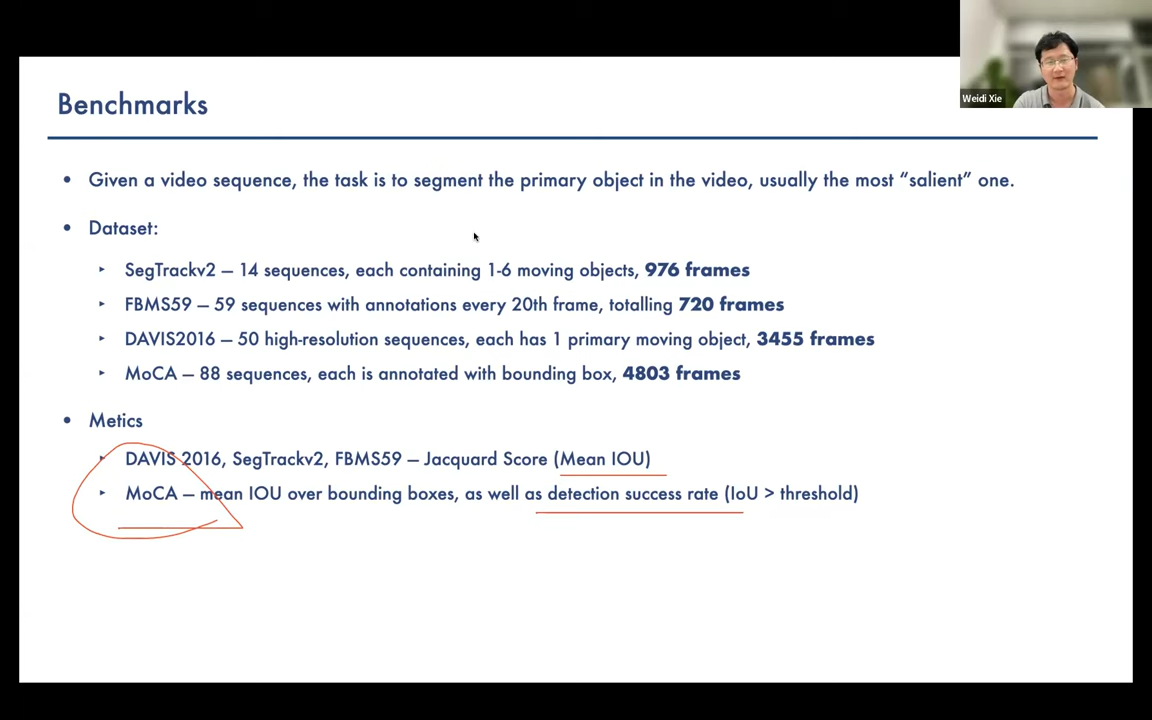 Weidi Xie
Benchmarks
• Given a video sequence, the task is to segment the primary object in the video, usually the most “salient” one.
• Dataset:
‣ SegTrackv2 – 14 sequences, each containing 1-6 moving objects, 976 frames
‣ FBMS59 – 59 sequences with annotations every 20th frame, totalling 720 frames
‣ DAVIS2016 – 50 high-resolution sequences, each has 1 primary moving object, 3455 frames
‣ MoCA – 88 sequences, each is annotated with bounding box, 4803 frames
• Metics
‣ DAVIS 2016, SegTrackv2, FBMS59 – Jacquard Score (Mean IOU)
‣ MoCA – mean IOU over bounding boxes, as well as detection success rate (IoU > threshold)